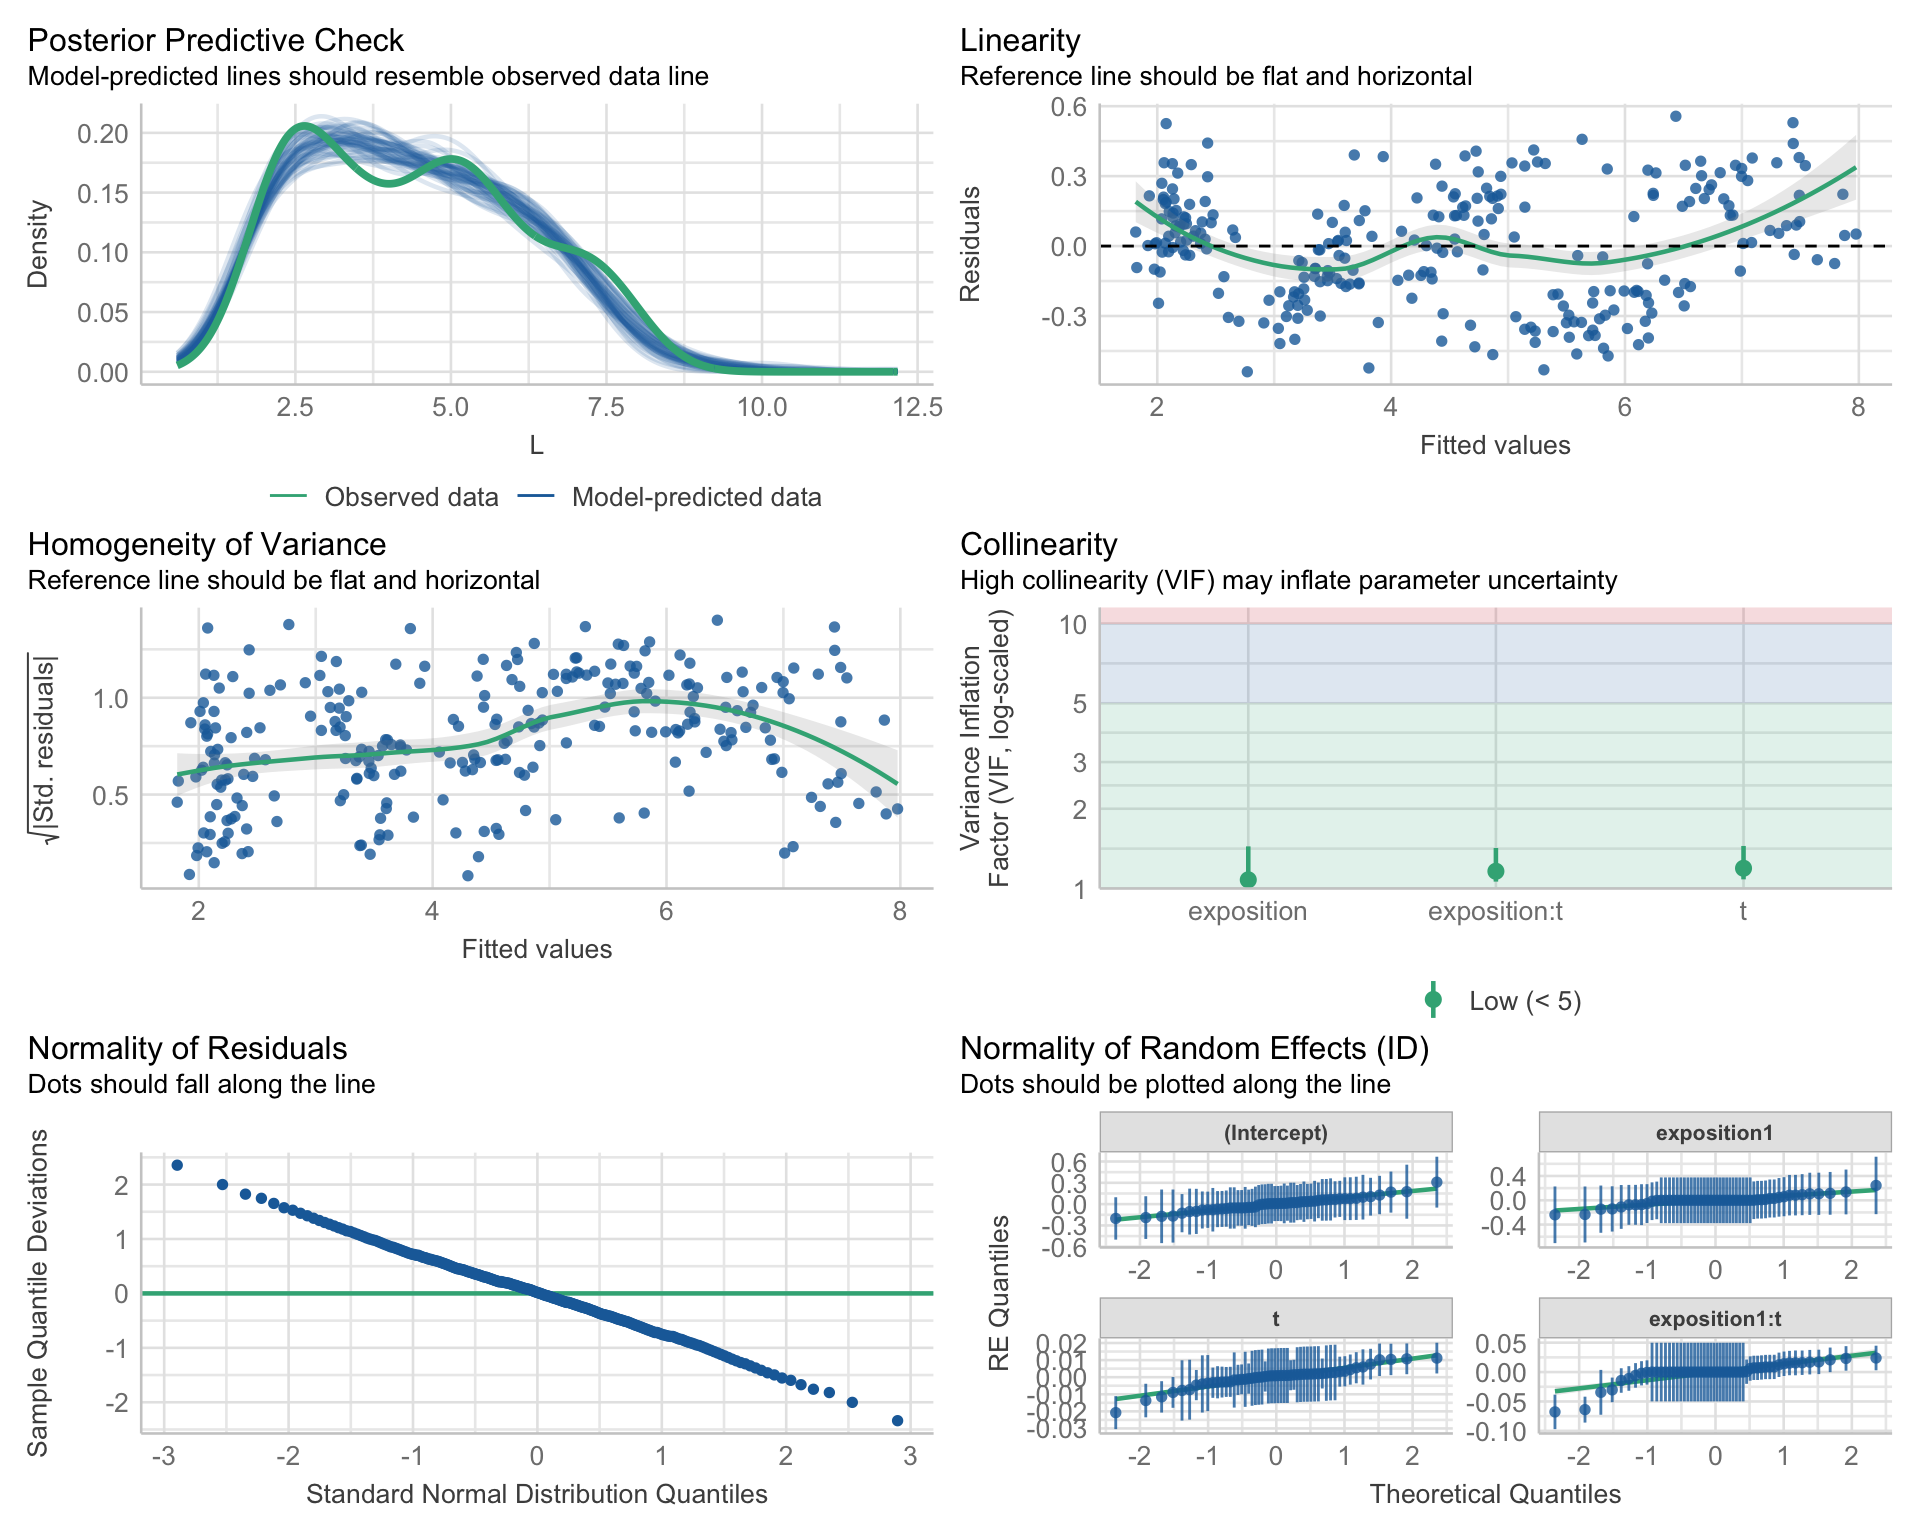 Posterior Predictive Check
Model-predicted lines should resemble observed data line
Density
0.20
0.15
0.10
0.05
0.00
2.5 5.0 7.5 10.0 12.5
L
Observed data Model-predicted data
Linearity
Reference line should be flat and horizontal
Residuals
0.6
0.3
0.0
-0.3
2 4 6 8
Fitted values
Homogeneity of Variance
Reference line should be flat and horizontal
√|Std. residuals|
1.0
0.5
2 4 6 8
Fitted values
Collinearity
High collinearity (VIF) may inflate parameter uncertainty
Variance Inflation
Factor (VIF, log-scaled)
10
5
3
2
1
exposition exposition:t t
Low (< 5)
Normality of Residuals
Dots should fall along the line
Sample Quantile Deviations
2
1
0
-1
-2
-3 -2 -1 0 1 2 3
Standard Normal Distribution Quantiles
Normality of Random Effects (ID)
Dots should be plotted along the line
RE Quantiles
(Intercept)
0.6
0.3
0.0
-0.3
-0.6
-2 -1 0 1 2
exposition1
0.4
0.0
-0.4
-2 -1 0 1 2
t
0.02
0.01
0.00
-0.01
-0.02
-0.03
-2 -1 0 1 2
exposition1:t
0.05
0.00
-0.05
-0.10
-2 -1 0 1 2
Theoretical Quantiles